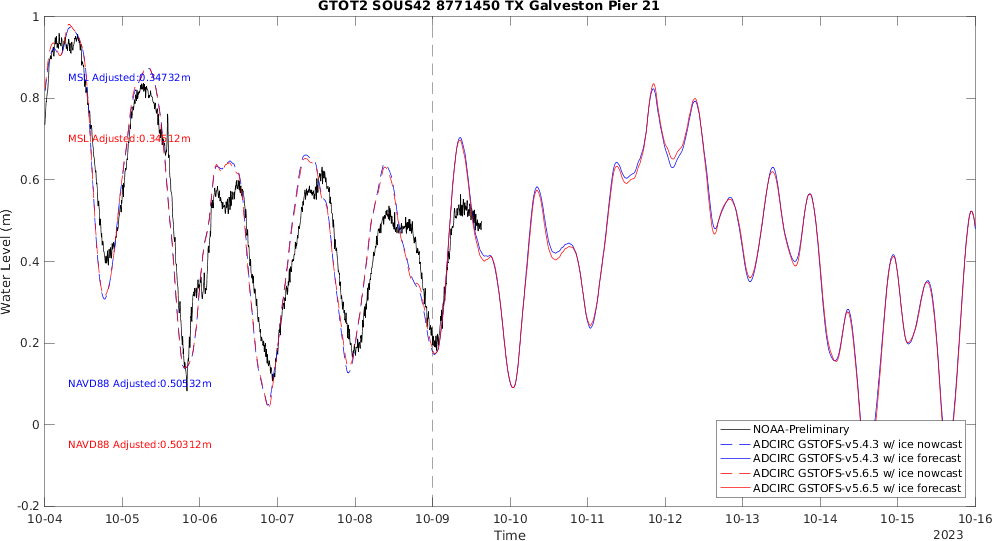 GTOT2 SOUS42 8771450 TX Galveston Pier 21
Water Level (m)
1
0.8
0.6
0.4
0.2
0
-0.2
MSL Adjusted:0.34732m
MSL Adjusted:0.34512m
NAVD88 Adjusted:0.50532m
NAVD88 Adjusted:0.50312m
NOAA-Preliminary
ADCIRC GSTOFS-v5.4.3 w/ ice nowcast
ADCIRC GSTOFS-v5.4.3 w/ ice forecast
ADCIRC GSTOFS-v5.6.5 w/ ice nowcast
ADCIRC GSTOFS-v5.6.5 w/ ice forecast
10-04 10-05 10-06 10-07 10-08 10-09 10-10 10-11 10-12 10-13 10-14 10-15 10-16
Time
2023